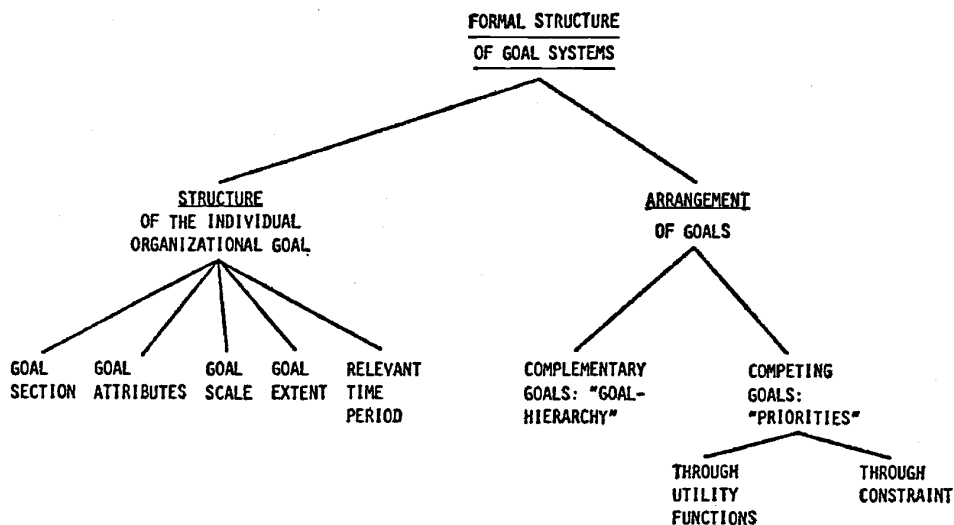 FORMAL STRUCTURE
OF GOAL SYSTEMS
STRUCTURE
OF THE INDIVIDUAL
ORGANIZATIONAL GOAL
ARRANGEMENT
OF GOALS
GOAL
SECTION
GOAL
ATTRIBUTES
GOAL
SCALE
GOAL
EXTENT
RELEVANT
TIME
PERIOD
COMPLEMENTARY
GOALS: "GOAL-
HIERARCHY"
COMPETING
GOALS:
"PRIORITIES"
THROUGH
UTILITY
FUNCTIONS
THROUGH
CONSTRAINT